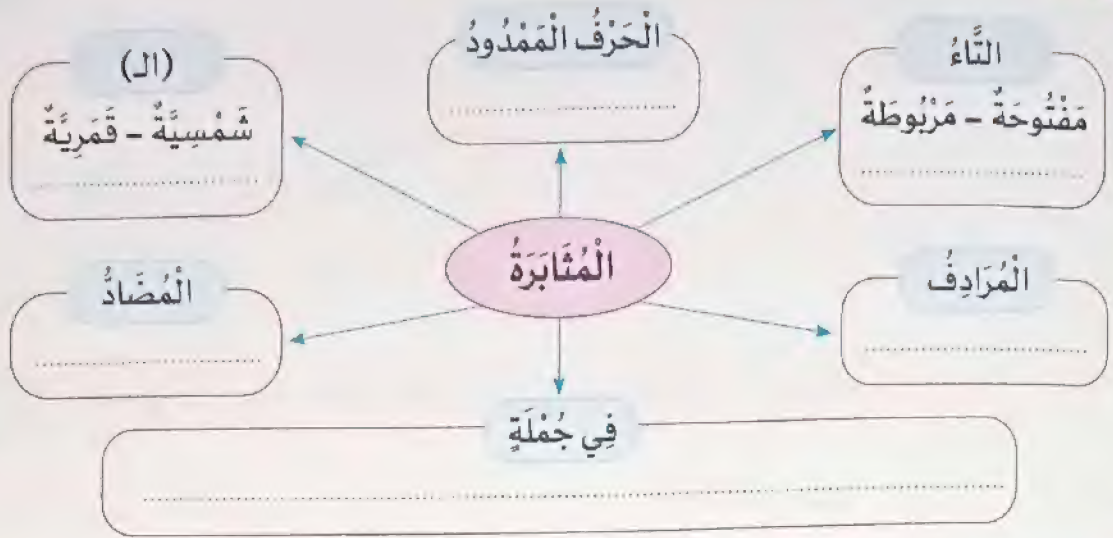 التَّاءُ
مَفْتُوحَةٌ - مَرْبُوطَةٌ
الْحَرْفُ الْمَمْدُودُ
(الـ)
شَمْسِيَّةٌ - قَمَرِيَّةٌ
الْمُثَابَرَةُ
الْمُرَادِفُ
الْمُضَادُّ
فِي جُمْلَةٍ